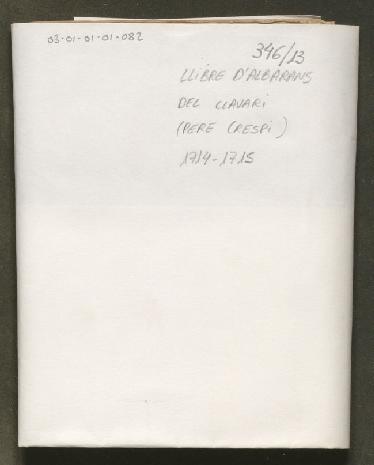 03-01-01-01-082
346/13
LLIBRE D'ALBARANS
DEL CLAVARI
(PERE CRESPI)
1714-1715